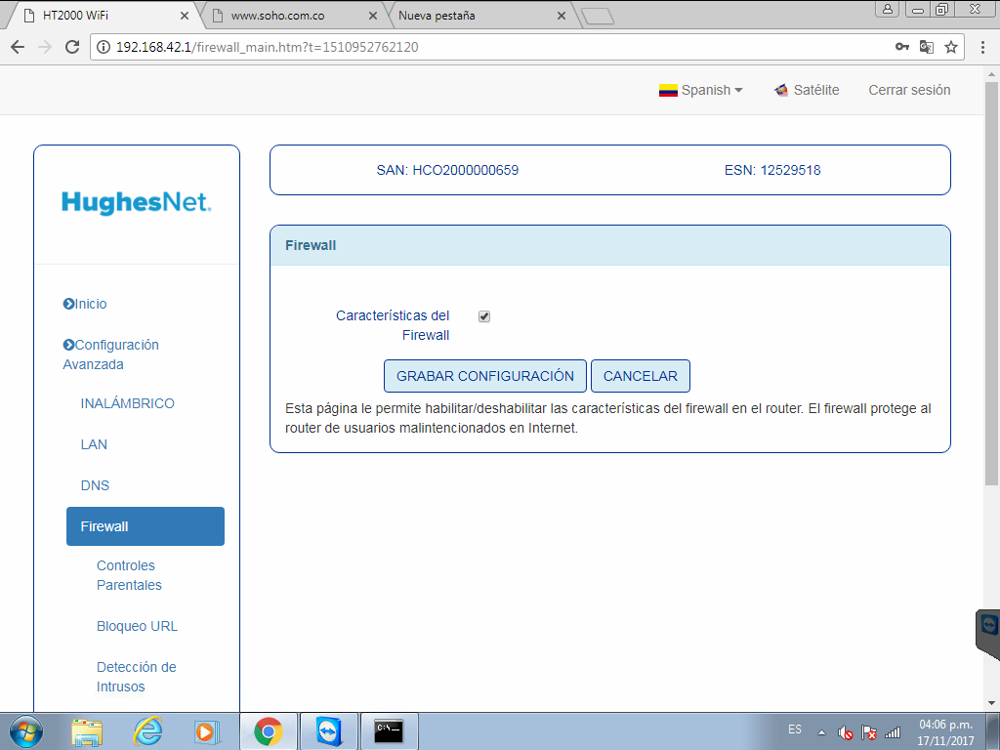 HT2000 WiFi
www.soho.com.co
Nueva pestaña
192.168.42.1/firewall_main.htm?t=1510952762120
Spanish
Satélite
Cerrar sesión
HughesNet.
SAN: HCO2000000659
ESN: 12529518
Inicio
Configuración
Avanzada
INALÁMBRICO
LAN
DNS
Firewall
Controles
Parentales
Bloqueo URL
Detección de
Intrusos
Firewall
Características del
Firewall
GRABAR CONFIGURACIÓN
CANCELAR
Esta página le permite habilitar/deshabilitar las características del firewall en el router. El firewall protege al
router de usuarios malintencionados en Internet.
C:\_
ES
04:06 p.m.
17/11/2017